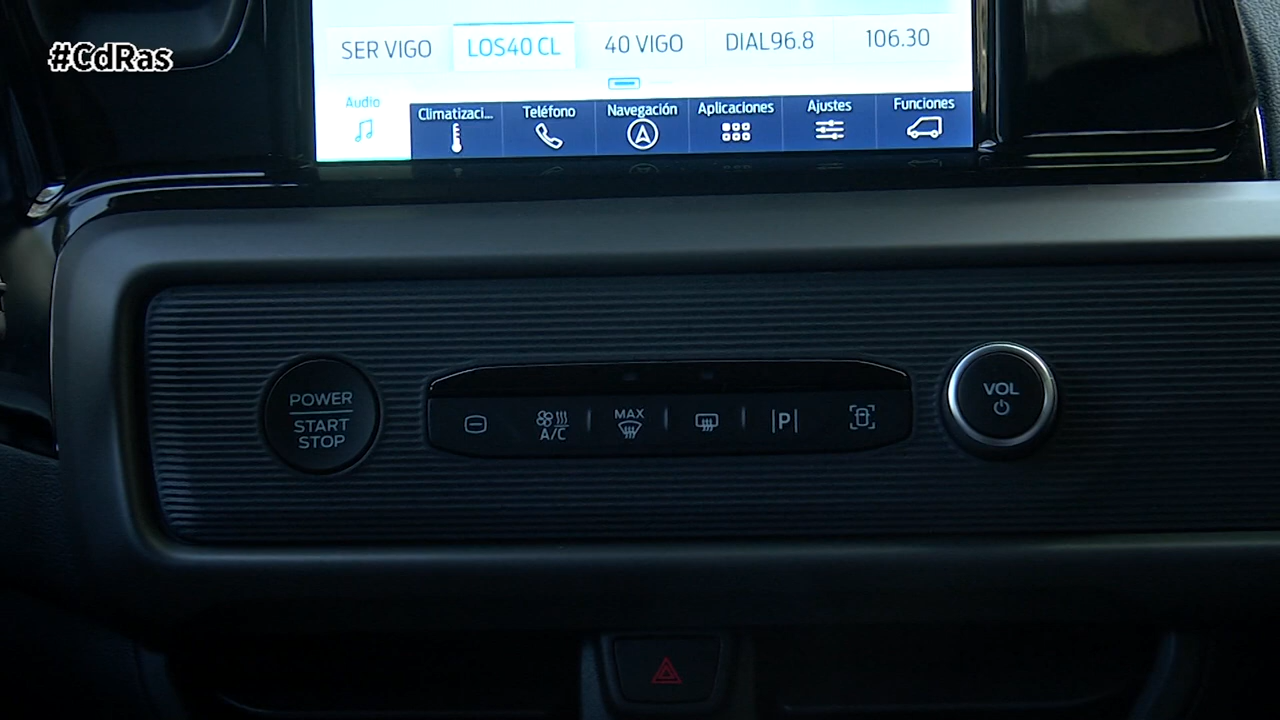 #CdRas
SER VIGO LOS40 CL 40 VIGO DIAL96.8 106.30
Audio Climatizaci... Teléfono Navegación Aplicaciones Ajustes Funciones
POWER
START
STOP
A/C
MAX
P
VOL